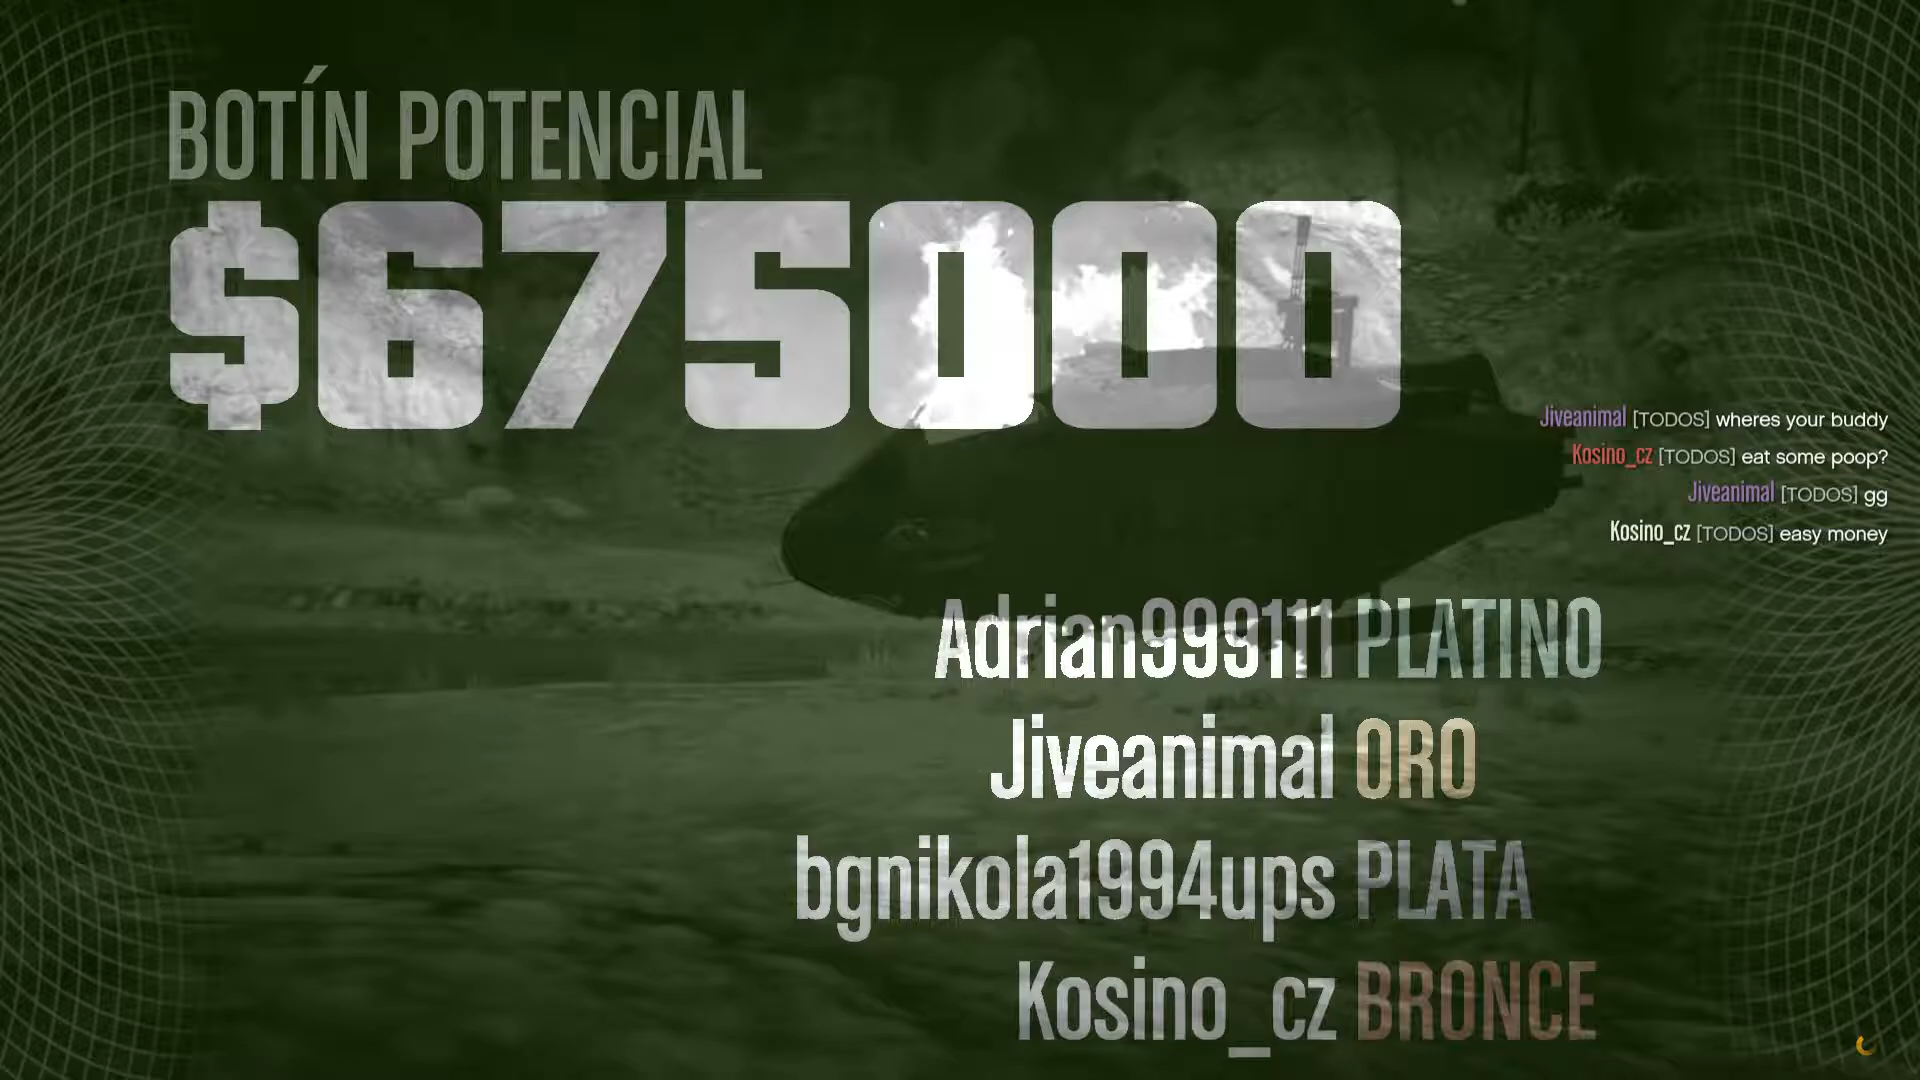 BOTÍN POTENCIAL
$675000
Jiveanimal [TODOS] wheres your buddy
Kosino_cz [TODOS] eat some poop?
Jiveanimal [TODOS] gg
Kosino_cz [TODOS] easy money
Adrian999111 PLATINO
Jiveanimal ORO
bgnikola1994ups PLATA
Kosino_cz BRONCE